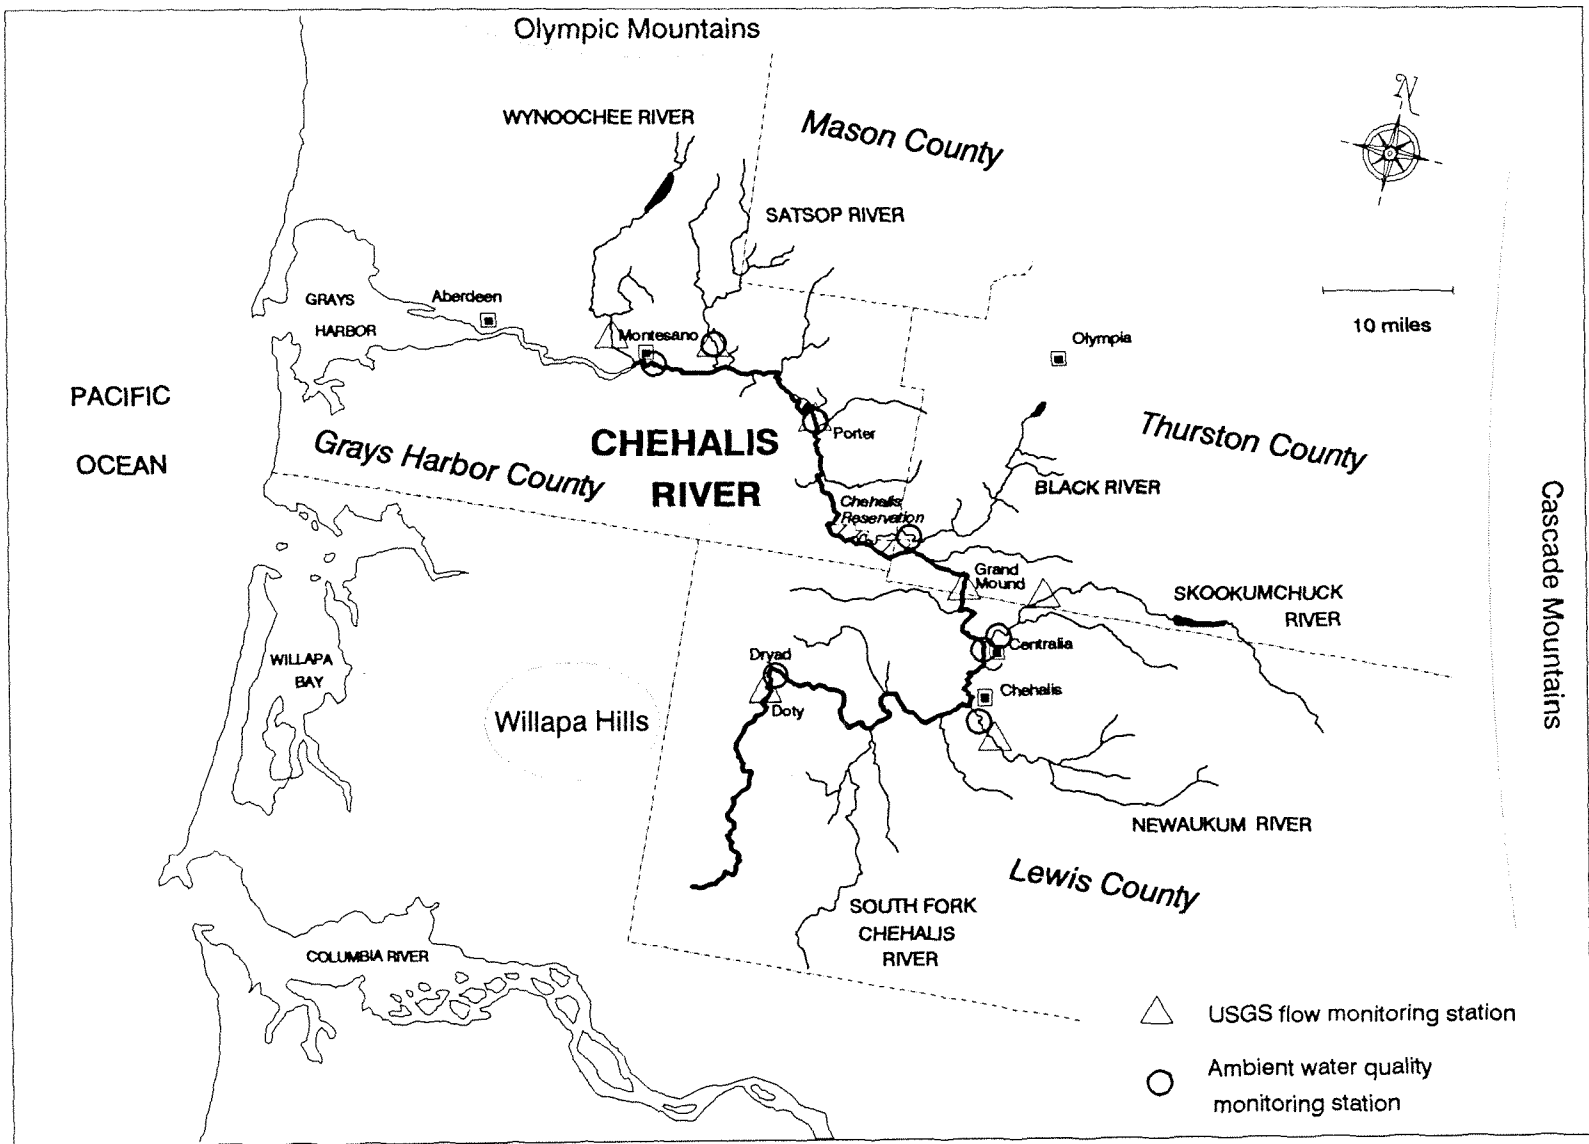 Olympic Mountains
N
WYNOOCHEE RIVER
Mason County
SATSOP RIVER
GRAYS
HARBOR
Aberdeen
Montesano
10 miles
Olympia
PACIFIC
OCEAN
Grays Harbor County
CHEHALIS
RIVER
Porter
Thurston County
BLACK RIVER
Chehalis
Reservation
Cascade Mountains
Grand
Mound
SKOOKUMCHUCK
RIVER
Centralia
WILLAPA
BAY
Dryad
Doty
Chehalis
Willapa Hills
NEWAUKUM RIVER
Lewis County
SOUTH FORK
CHEHALIS
RIVER
COLUMBIA RIVER
USGS flow monitoring station
Ambient water quality
monitoring station